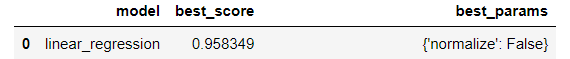 model best_score best_params
0 linear_regression 0.958349 {'normalize': False}